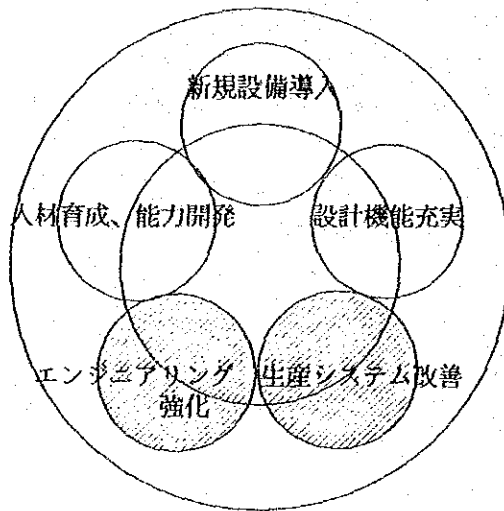 新規設備導入
人材育成、能力開発
設計機能充実
エンジニアリング
強化
生産システム改善